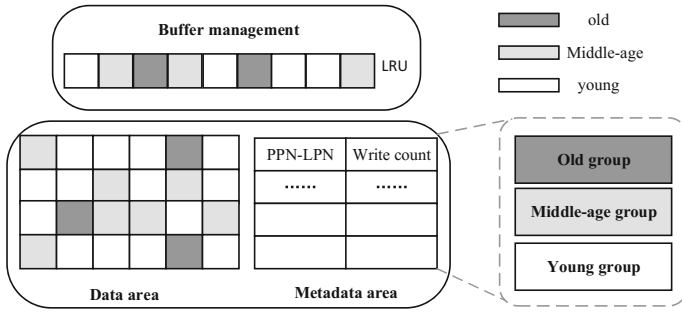 Buffer management
LRU
old
Middle-age
young
PPN-LPN Write count
...... ......
Data area
Metadata area
Old group
Middle-age group
Young group